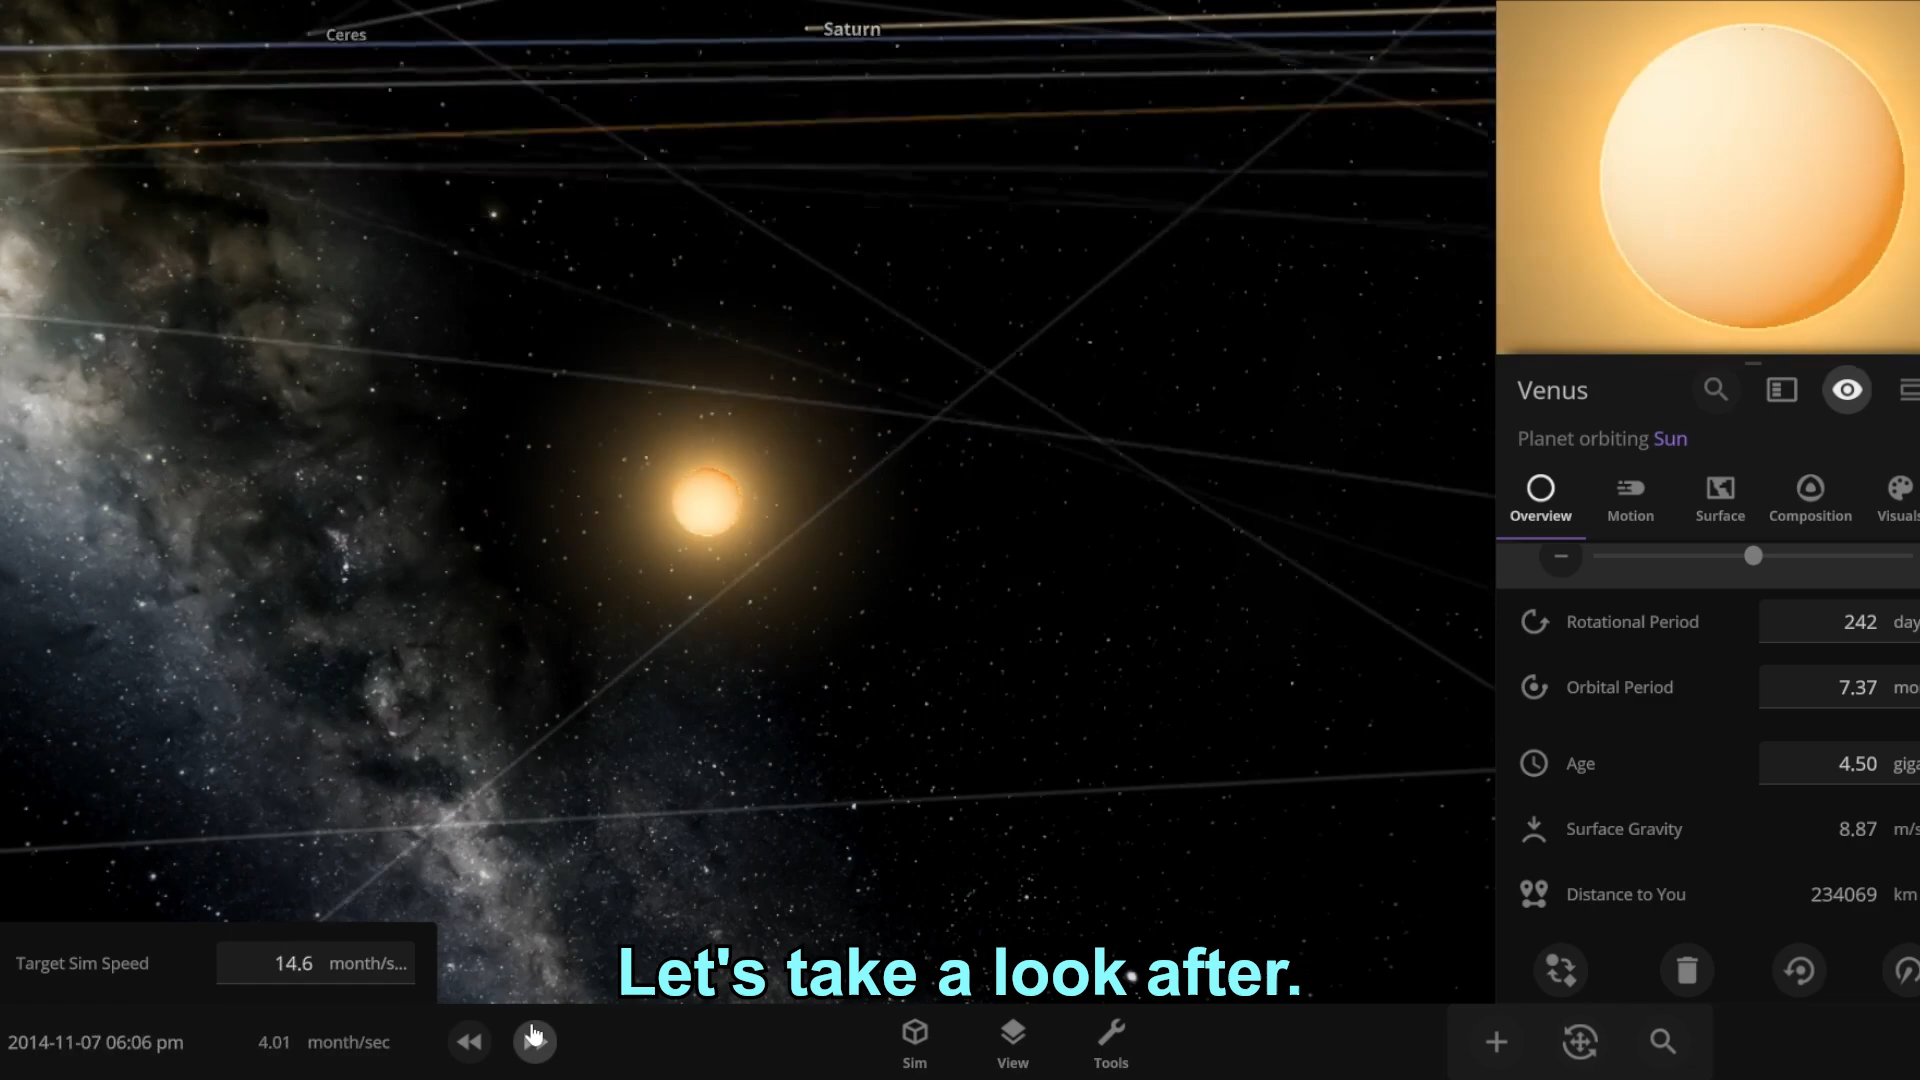 Ceres
Saturn
Venus
Planet orbiting Sun
Overview
Motion
Surface
Composition
Visuals
Rotational Period 242 day
Orbital Period 7.37 mo
Age 4.50 giga
Surface Gravity 8.87 m/s
Distance to You 234069 km
Target Sim Speed 14.6 month/s...
Let's take a look after.
2014-11-07 06:06 pm 4.01 month/sec
Sim
View
Tools